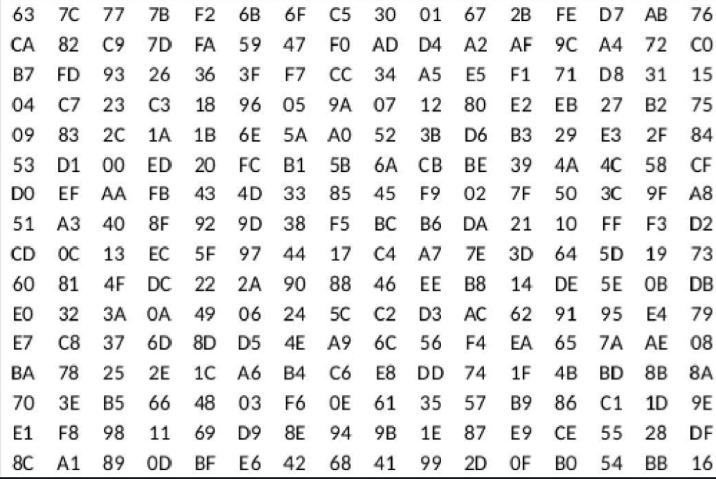 63 7C 77 7B F2 6B 6F C5 30 01 67 2B FE D7 AB 76
CA 82 C9 7D FA 59 47 F0 AD D4 A2 AF 9C A4 72 C0
B7 FD 93 26 36 3F F7 CC 34 A5 E5 F1 71 D8 31 15
04 C7 23 C3 18 96 05 9A 07 12 80 E2 EB 27 B2 75
09 83 2C 1A 1B 6E 5A A0 52 3B D6 B3 29 E3 2F 84
53 D1 00 ED 20 FC B1 5B 6A CB BE 39 4A 4C 58 CF
D0 EF AA FB 43 4D 33 85 45 F9 02 7F 50 3C 9F A8
51 A3 40 8F 92 9D 38 F5 BC B6 DA 21 10 FF F3 D2
CD 0C 13 EC 5F 97 44 17 C4 A7 7E 3D 64 5D 19 73
60 81 4F DC 22 2A 90 88 46 EE B8 14 DE 5E 0B DB
E0 32 3A 0A 49 06 24 5C C2 D3 AC 62 91 95 E4 79
E7 C8 37 6D 8D D5 4E A9 6C 56 F4 EA 65 7A AE 08
BA 78 25 2E 1C A6 B4 C6 E8 DD 74 1F 4B BD 8B 8A
70 3E B5 66 48 03 F6 0E 61 35 57 B9 86 C1 1D 9E
E1 F8 98 11 69 D9 8E 94 9B 1E 87 E9 CE 55 28 DF
8C A1 89 0D BF E6 42 68 41 99 2D 0F B0 54 BB 16